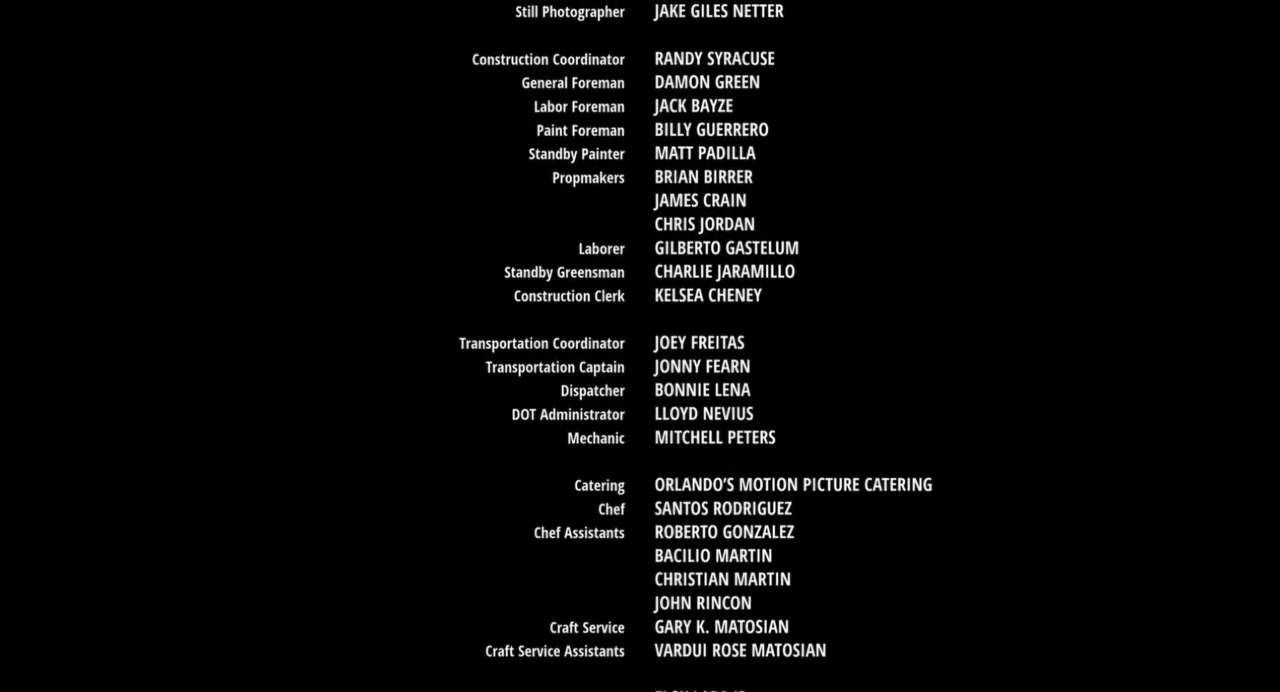 Still Photographer JAKE GILES NETTER
Construction Coordinator RANDY SYRACUSE
General Foreman DAMON GREEN
Labor Foreman JACK BAYZE
Paint Foreman BILLY GUERRERO
Standby Painter MATT PADILLA
Propmakers BRIAN BIRRER
JAMES CRAIN
CHRIS JORDAN
Laborer GILBERTO GASTELUM
Standby Greensman CHARLIE JARAMILLO
Construction Clerk KELSEA CHENEY
Transportation Coordinator JOEY FREITAS
Transportation Captain JONNY FEARN
Dispatcher BONNIE LENA
DOT Administrator LLOYD NEVIUS
Mechanic MITCHELL PETERS
Catering ORLANDO'S MOTION PICTURE CATERING
Chef SANTOS RODRIGUEZ
Chef Assistants ROBERTO GONZALEZ
BACILIO MARTIN
CHRISTIAN MARTIN
JOHN RINCON
Craft Service GARY K. MATOSIAN
Craft Service Assistants VARDUI ROSE MATOSIAN